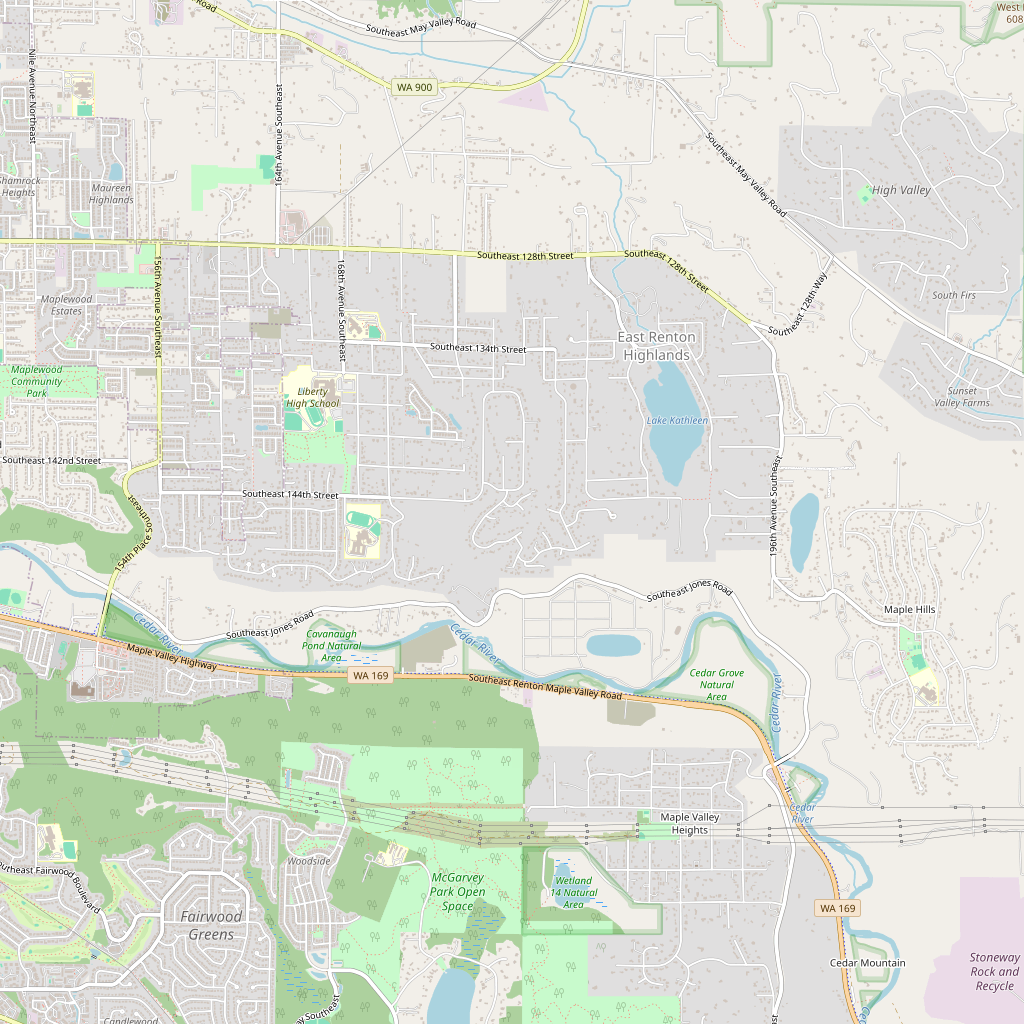 Southeast May Valley Road
Road
West
608
WA 900
Nile Avenue Northeast
164th Avenue Southeast
Southeast May Valley Road
Shamrock
Heights
Maureen
Highlands
High Valley
Southeast 128th Street
Southeast 128th Street
156th Avenue Southeast
168th Avenue Southeast
Southeast 128th Way
South Firs
Maplewood
Estates
Southeast 134th Street
East Renton
Highlands
Maplewood
Community
Park
Liberty
High School
Sunset
Valley Farms
Lake Kathleen
Southeast 142nd Street
Southeast 144th Street
196th Avenue Southeast
154th Place
Southeast
Southeast Jones Road
Maple Hills
Cedar River
Southeast Jones Road
Cavanaugh
Pond Natural
Area
Cedar River
Maple Valley Highway
WA 169
Southeast Renton Maple Valley Road
Cedar Grove
Natural
Area
Cedar River
Cedar
River
Maple Valley
Heights
Woodside
Southeast Fairwood Boulevard
McGarvey
Park Open
Space
Wetland
14 Natural
Area
WA 169
Fairwood
Greens
Cedar Mountain
Stoneway
Rock and
Recycle
Candlewood
Southeast